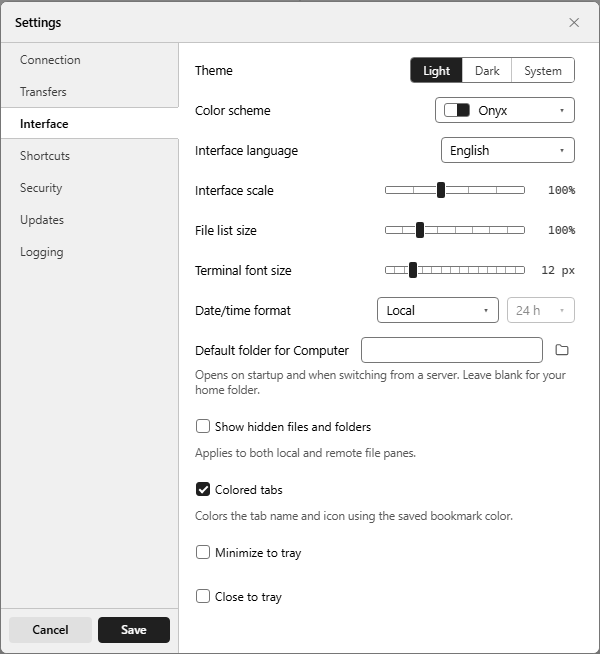 Settings
Connection
Transfers
Interface
Shortcuts
Security
Updates
Logging
Theme
Light Dark System
Color scheme
Onyx
Interface language
English
Interface scale
100%
File list size
100%
Terminal font size
12 px
Date/time format
Local
24 h
Default folder for Computer
Opens on startup and when switching from a server. Leave blank for your
home folder.
Show hidden files and folders
Applies to both local and remote file panes.
Colored tabs
Colors the tab name and icon using the saved bookmark color.
Minimize to tray
Close to tray
Cancel
Save